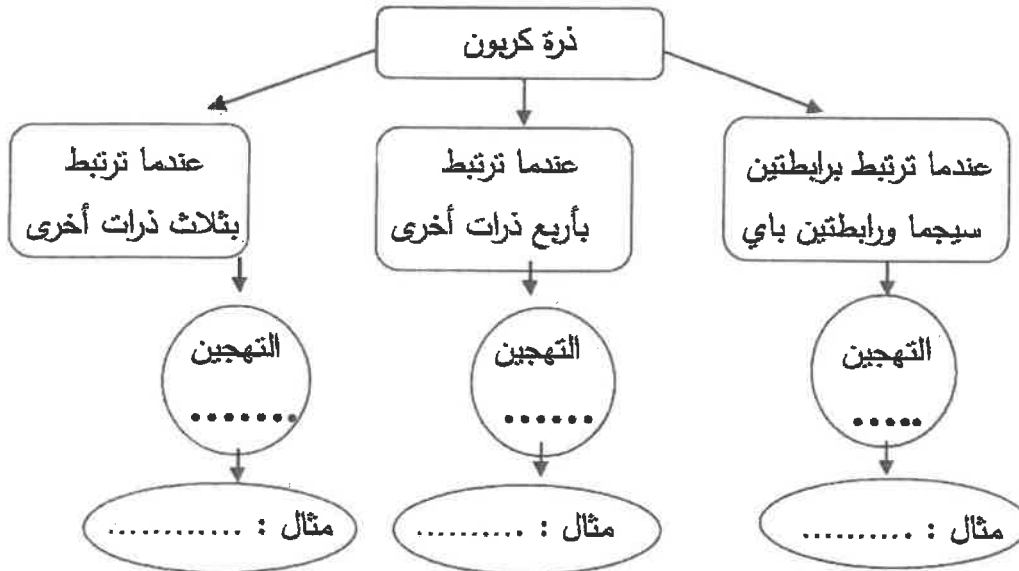 ذرة كربون
عندما ترتبط برابطتين
سيجما ورابطتين باي
عندما ترتبط
بأربع ذرات أخرى
عندما ترتبط
بثلاث ذرات أخرى
التهجين
.....
التهجين
......
التهجين
.......
مثال : ..........
مثال : ..........
مثال : ............